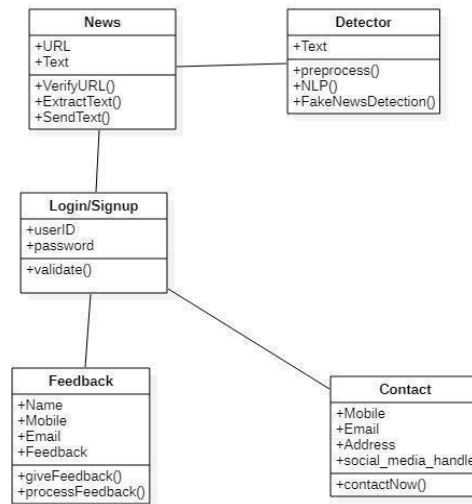 News
+URL
+Text
+VerifyURL()
+ExtractText()
+SendText()
Detector
+Text
+preprocess()
+NLP()
+FakeNewsDetection()
Login/Signup
+userID
+password
+validate()
Feedback
+Name
+Mobile
+Email
+Feedback
+giveFeedback()
+processFeedback()
Contact
+Mobile
+Email
+Address
+social_media_handle
+contactNow()